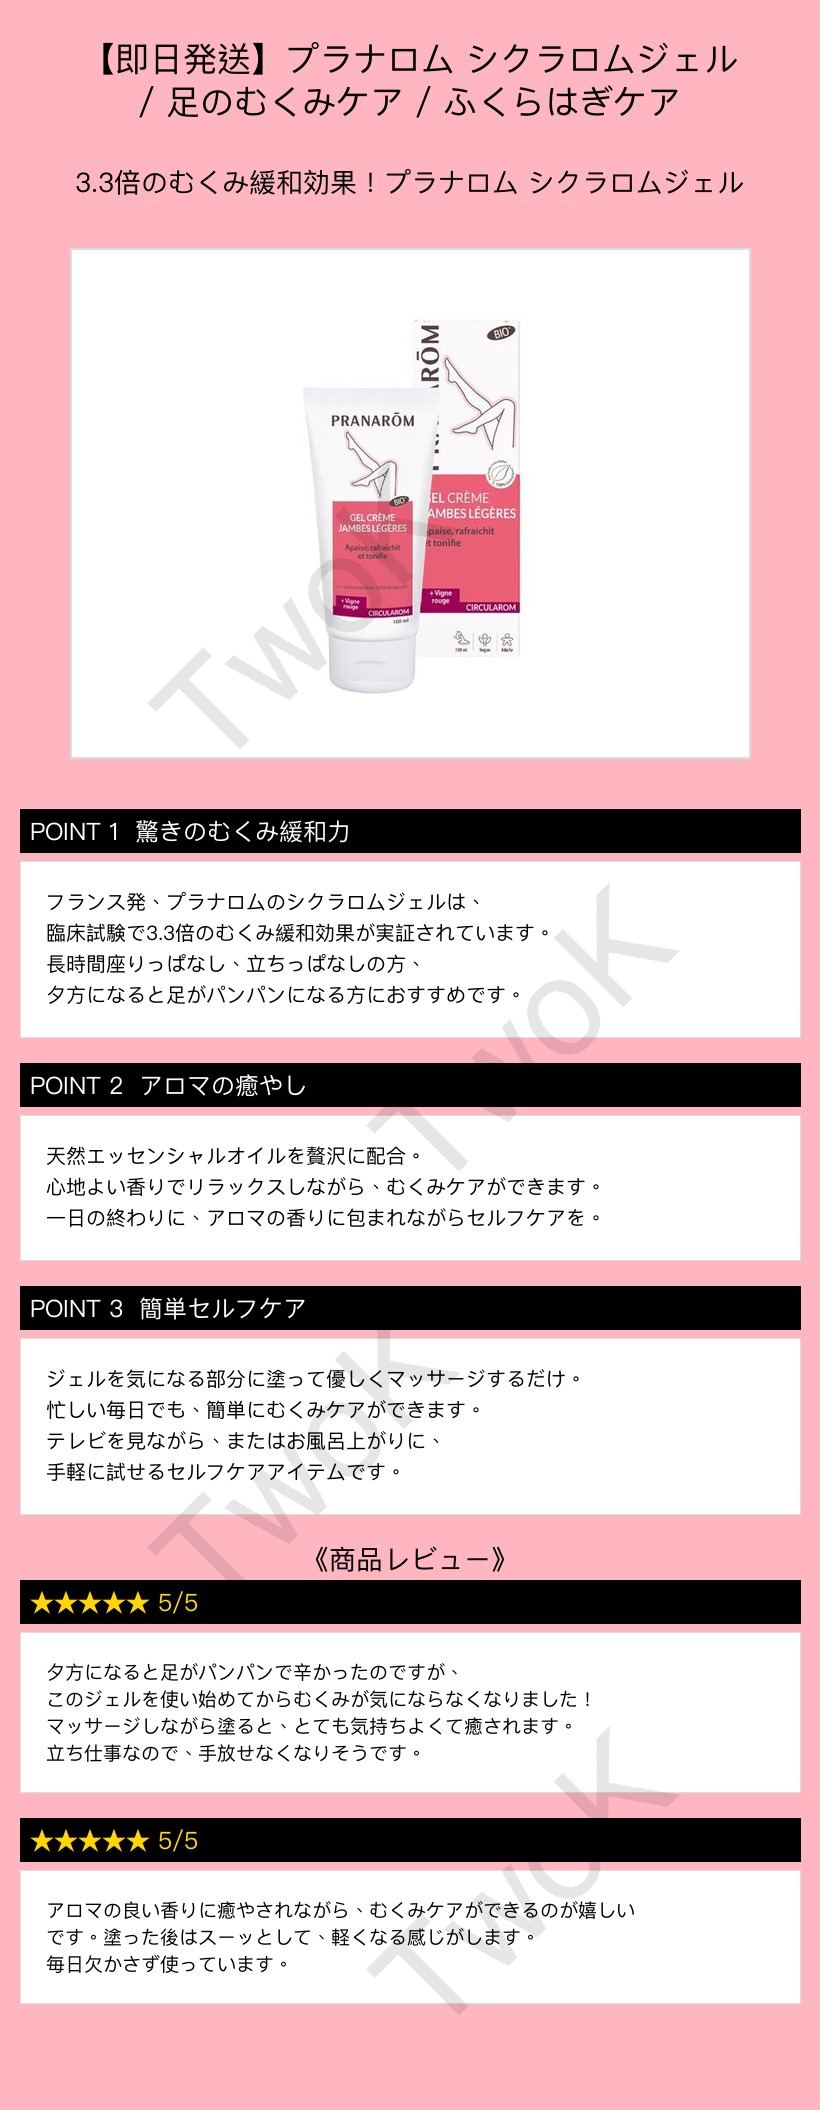 【即日発送】プラナロム シクラロムジェル
/ 足のむくみケア / ふくらはぎケア
3.3倍のむくみ緩和効果！プラナロム シクラロムジェル
BIO
PRANARŌM
BIO
GEL CRÈME
JAMBES LÉGÈRES
Apaise, rafraîchit
et tonifie
+ Vigne
rouge
CIRCULAROM
100 ml
GEL CRÈME
JAMBES LÉGÈRES
Apaise, rafraichit
et tonifie
+ Vigne
rouge
CIRCULAROM
100 ml
Vegan
Adulte
TwoK
POINT 1 驚きのむくみ緩和力
フランス発、プラナロムのシクラロムジェルは、
臨床試験で3.3倍のむくみ緩和効果が実証されています。
長時間座りっぱなし、立ちっぱなしの方、
夕方になると足がパンパンになる方におすすめです。
TwoK
POINT 2 アロマの癒やし
天然エッセンシャルオイルを贅沢に配合。
心地よい香りでリラックスしながら、むくみケアができます。
一日の終わりに、アロマの香りに包まれながらセルフケアを。
POINT 3 簡単セルフケア
ジェルを気になる部分に塗って優しくマッサージするだけ。
忙しい毎日でも、簡単にむくみケアができます。
テレビを見ながら、またはお風呂上がりに、
手軽に試せるセルフケアアイテムです。
TwoK
《商品レビュー》
★★★★★ 5/5
夕方になると足がパンパンで辛かったのですが、
このジェルを使い始めてからむくみが気にならなくなりました！
マッサージしながら塗ると、とても気持ちよくて癒されます。
立ち仕事なので、手放せなくなりそうです。
★★★★★ 5/5
アロマの良い香りに癒やされながら、むくみケアができるのが嬉しい
です。塗った後はスーッとして、軽くなる感じがします。
毎日欠かさず使っています。
TwoK